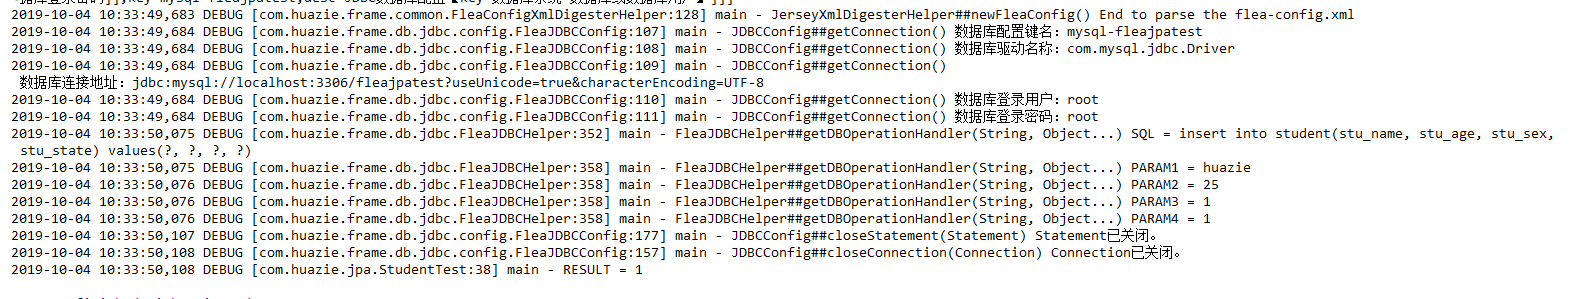 2019-10-04 10:33:49,683 DEBUG [com.huazie.frame.common.FleaConfigXmlDigesterHelper:128] main - JerseyXmlDigesterHelper##newFleaConfig() End to parse the flea-config.xml
2019-10-04 10:33:49,684 DEBUG [com.huazie.frame.db.jdbc.config.FleaJDBCConfig:107] main - JDBCConfig##getConnection() 数据库配置键名：mysql-fleajpatest
2019-10-04 10:33:49,684 DEBUG [com.huazie.frame.db.jdbc.config.FleaJDBCConfig:108] main - JDBCConfig##getConnection() 数据库驱动名称：com.mysql.jdbc.Driver
2019-10-04 10:33:49,684 DEBUG [com.huazie.frame.db.jdbc.config.FleaJDBCConfig:109] main - JDBCConfig##getConnection()
数据库连接地址：jdbc:mysql://localhost:3306/fleajpatest?useUnicode=true&characterEncoding=UTF-8
2019-10-04 10:33:49,684 DEBUG [com.huazie.frame.db.jdbc.config.FleaJDBCConfig:110] main - JDBCConfig##getConnection() 数据库登录用户：root
2019-10-04 10:33:49,684 DEBUG [com.huazie.frame.db.jdbc.config.FleaJDBCConfig:111] main - JDBCConfig##getConnection() 数据库登录密码：root
2019-10-04 10:33:50,075 DEBUG [com.huazie.frame.db.jdbc.FleaJDBCHelper:352] main - FleaJDBCHelper##getDBOperationHandler(String, Object...) SQL = insert into student(stu_name, stu_age, stu_sex,
stu_state) values(?, ?, ?, ?)
2019-10-04 10:33:50,075 DEBUG [com.huazie.frame.db.jdbc.FleaJDBCHelper:358] main - FleaJDBCHelper##getDBOperationHandler(String, Object...) PARAM1 = huazie
2019-10-04 10:33:50,076 DEBUG [com.huazie.frame.db.jdbc.FleaJDBCHelper:358] main - FleaJDBCHelper##getDBOperationHandler(String, Object...) PARAM2 = 25
2019-10-04 10:33:50,076 DEBUG [com.huazie.frame.db.jdbc.FleaJDBCHelper:358] main - FleaJDBCHelper##getDBOperationHandler(String, Object...) PARAM3 = 1
2019-10-04 10:33:50,076 DEBUG [com.huazie.frame.db.jdbc.FleaJDBCHelper:358] main - FleaJDBCHelper##getDBOperationHandler(String, Object...) PARAM4 = 1
2019-10-04 10:33:50,107 DEBUG [com.huazie.frame.db.jdbc.config.FleaJDBCConfig:177] main - JDBCConfig##closeStatement(Statement) Statement已关闭。
2019-10-04 10:33:50,108 DEBUG [com.huazie.frame.db.jdbc.config.FleaJDBCConfig:157] main - JDBCConfig##closeConnection(Connection) Connection已关闭。
2019-10-04 10:33:50,108 DEBUG [com.huazie.jpa.StudentTest:38] main - RESULT = 1